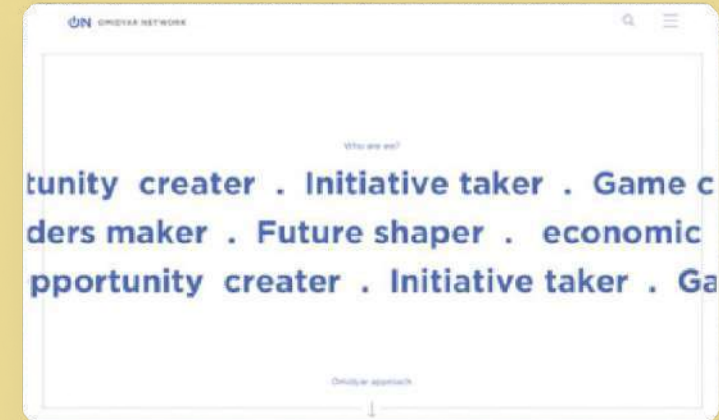 ON OMIDYAR NETWORK
Who are we?
tunity creater . Initiative taker . Game c
ders maker . Future shaper . economic
pportunity creater . Initiative taker . Ga
Omidyar approach